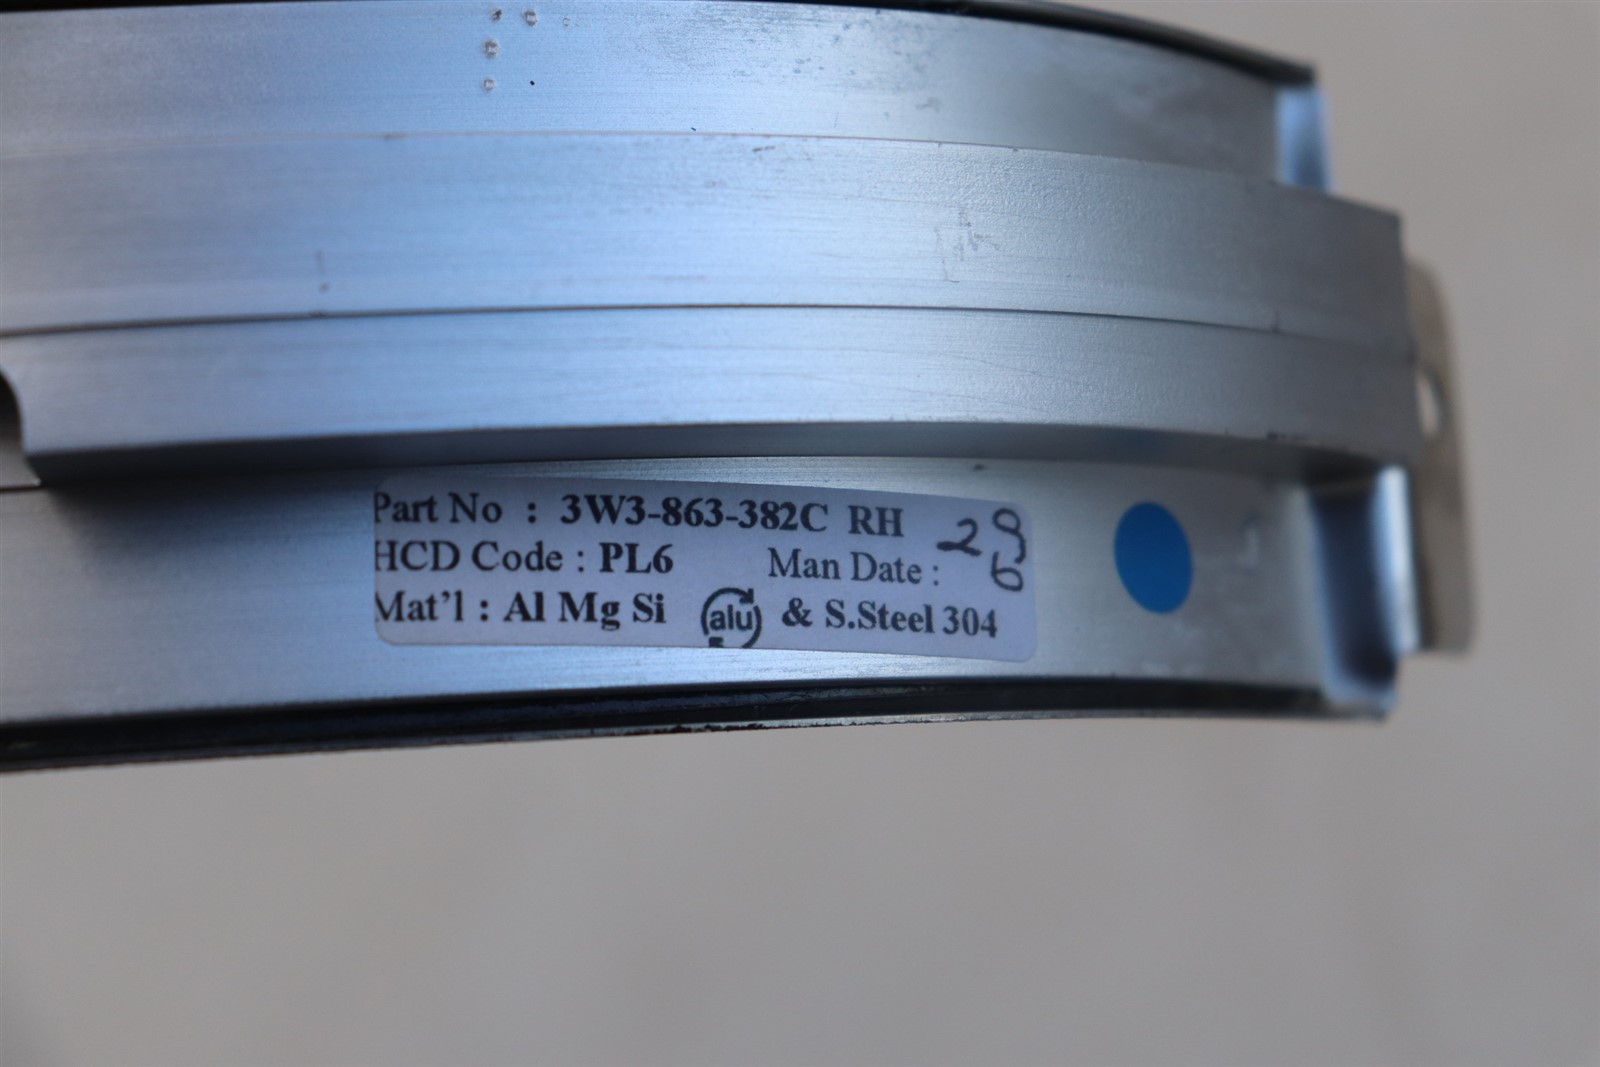 Part No : 3W3-863-382C RH
HCD Code : PL6 Man Date : 29 6
Mat'l : Al Mg Si alu & S.Steel 304